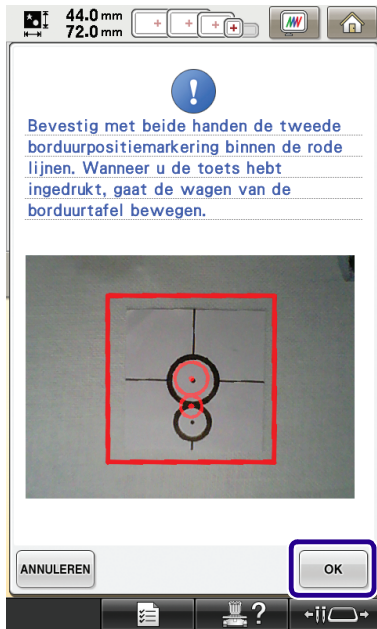 44.0 mm
72.0 mm
Bevestig met beide handen de tweede
borduurpositiemarkering binnen de rode
lijnen. Wanneer u de toets hebt
ingedrukt, gaat de wagen van de
borduurtafel bewegen.
ANNULEREN
OK
?